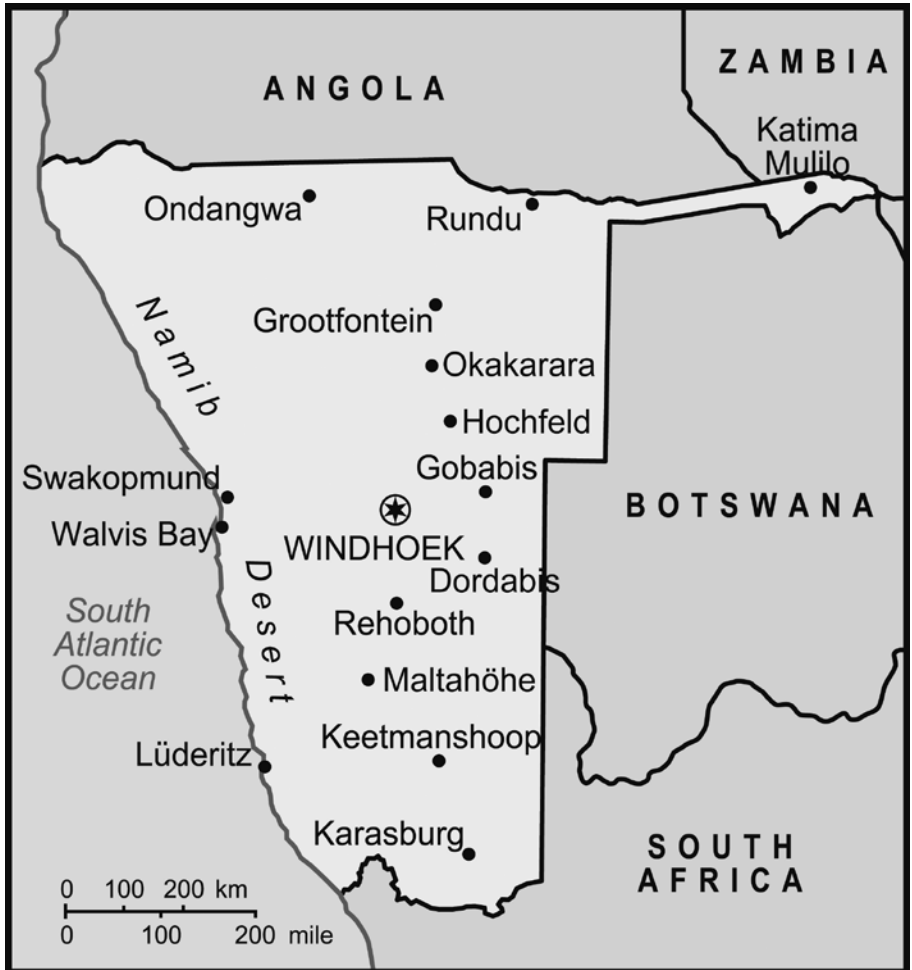 ANGOLA
ZAMBIA
Katima
Mulilo
Ondangwa
Rundu
Namib
Grootfontein
Okakarara
Hochfeld
Gobabis
Swakopmund
BOTSWANA
Walvis Bay
WINDHOEK
Desert
Dordabis
South
Atlantic
Ocean
Rehoboth
Maltahöhe
Keetmanshoop
Lüderitz
Karasburg
SOUTH
AFRICA
0 100 200 km
0 100 200 mile